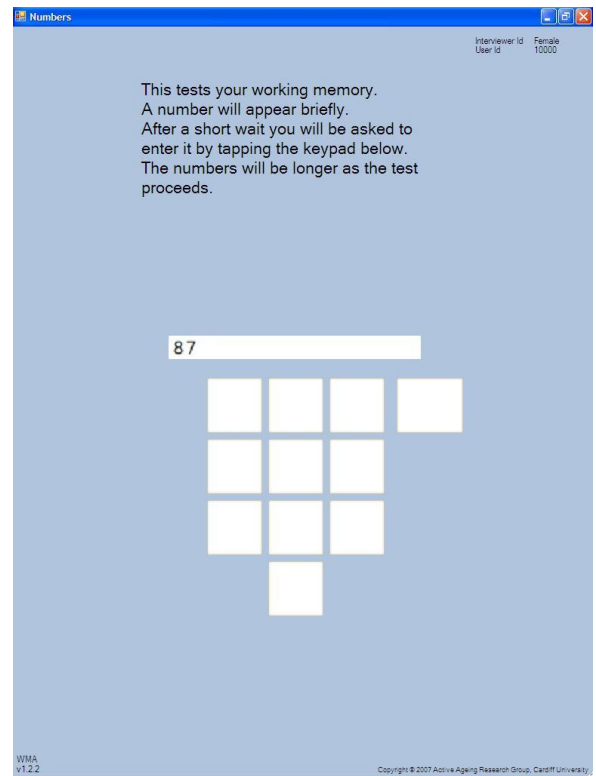 Numbers
Interviewer Id Female
User Id 10000
This tests your working memory.
A number will appear briefly.
After a short wait you will be asked to
enter it by tapping the keypad below.
The numbers will be longer as the test
proceeds.
87
WMA
v1.2.2
Copyright © 2007 Active Ageing Research Group, Cardiff University.